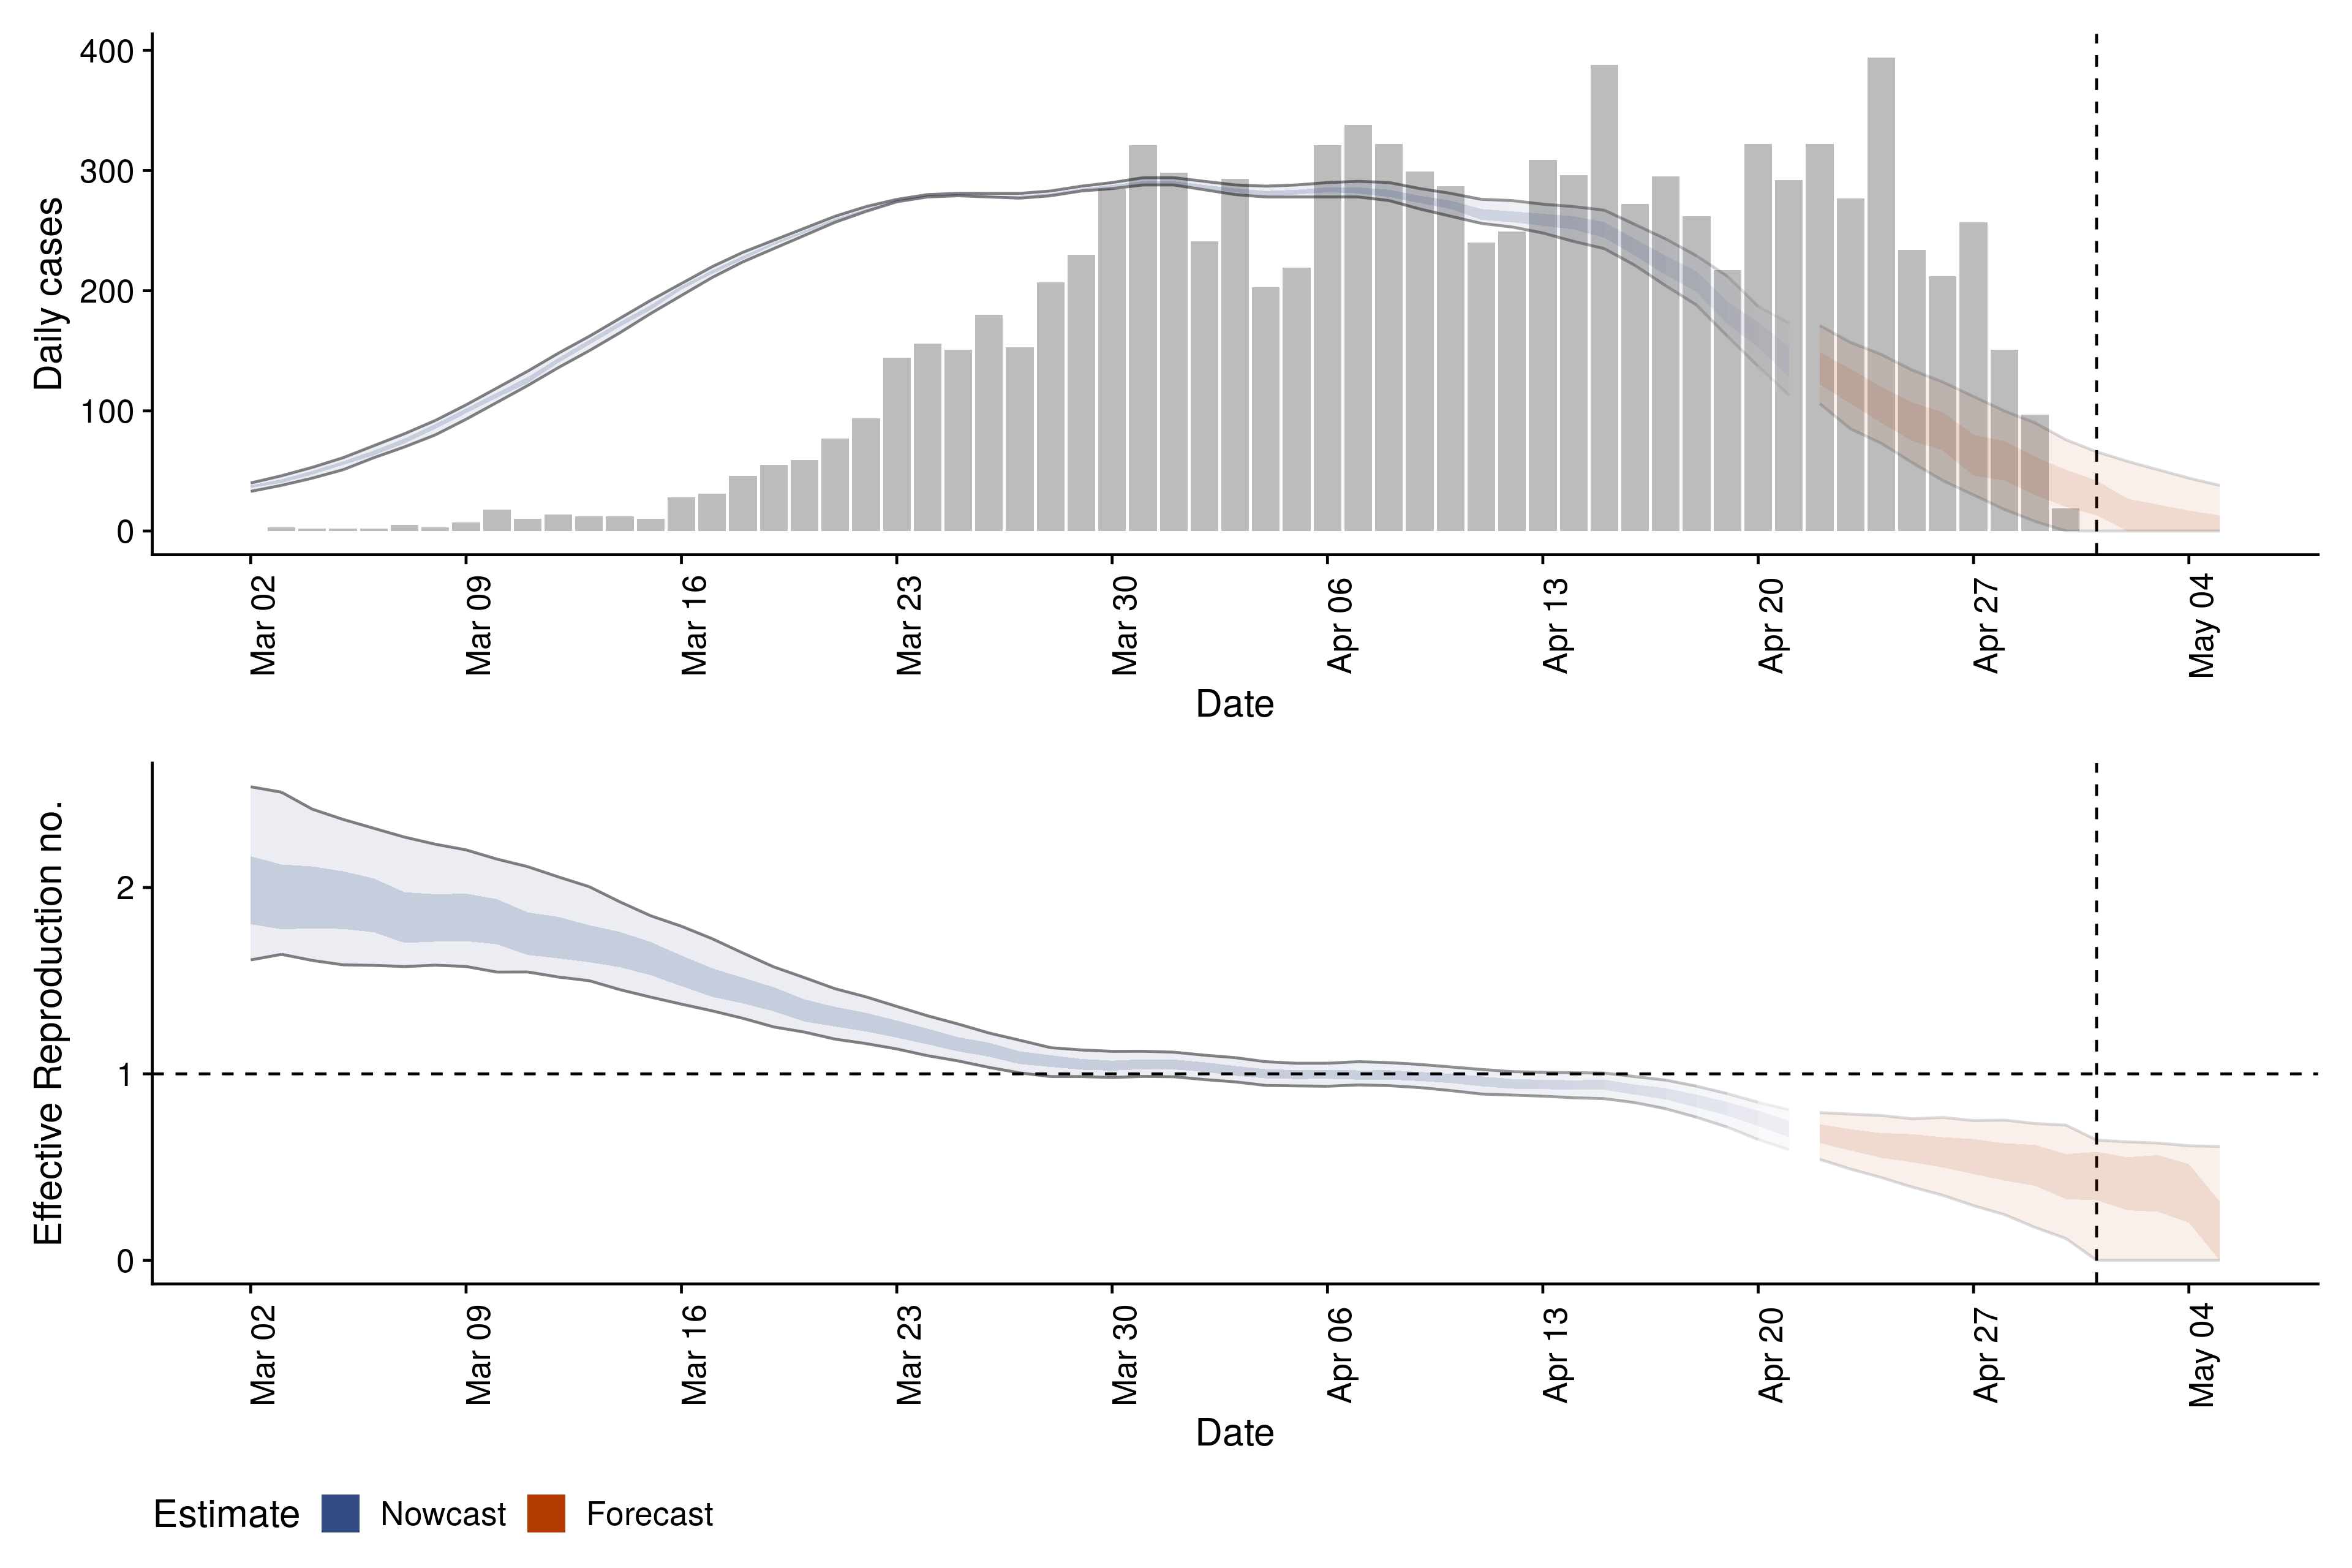 400
300
200
100
0
Daily cases
Mar 02
Mar 09
Mar 16
Mar 23
Mar 30
Apr 06
Apr 13
Apr 20
Apr 27
May 04
Date
2
1
0
Effective Reproduction no.
Mar 02
Mar 09
Mar 16
Mar 23
Mar 30
Apr 06
Apr 13
Apr 20
Apr 27
May 04
Date
Estimate Nowcast Forecast